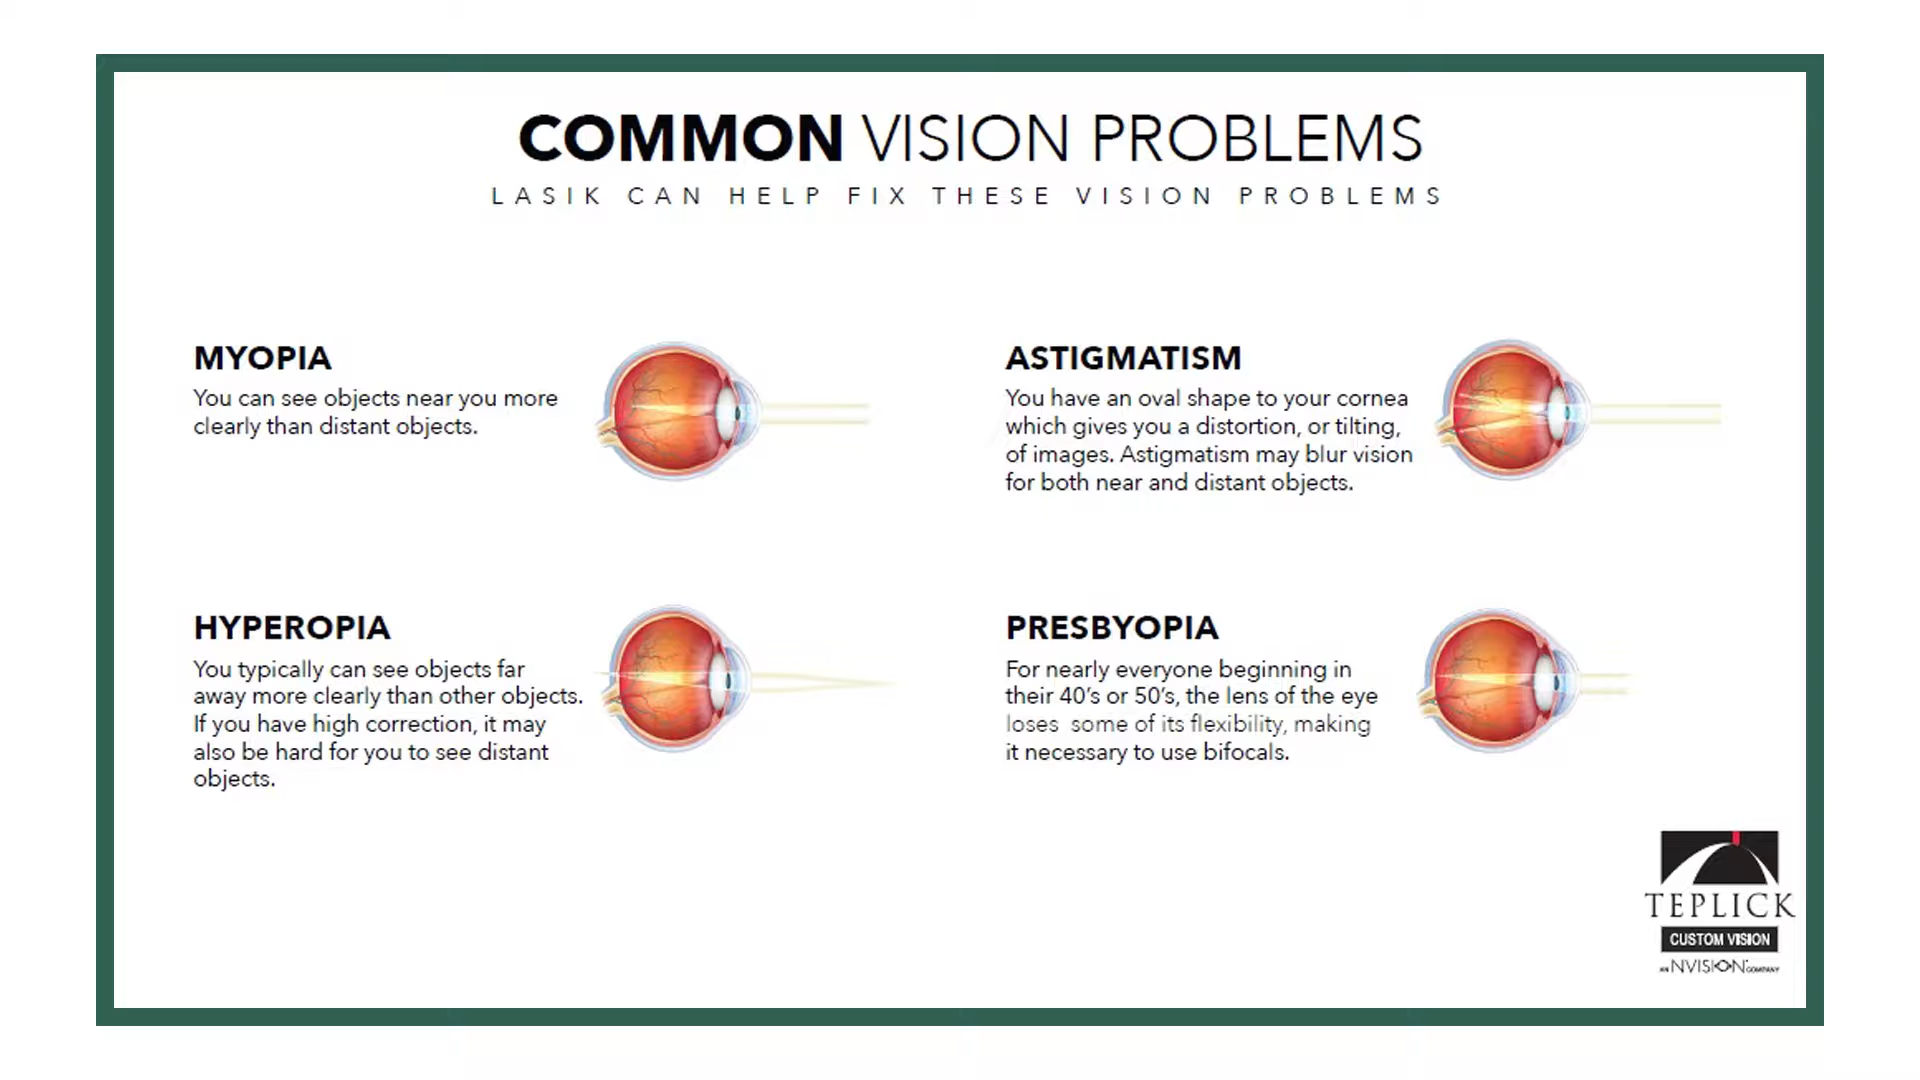 COMMON VISION PROBLEMS
LASIK CAN HELP FIX THESE VISION PROBLEMS
MYOPIA
You can see objects near you more
clearly than distant objects.
ASTIGMATISM
You have an oval shape to your cornea
which gives you a distortion, or tilting,
of images. Astigmatism may blur vision
for both near and distant objects.
HYPEROPIA
You typically can see objects far
away more clearly than other objects.
If you have high correction, it may
also be hard for you to see distant
objects.
PRESBYOPIA
For nearly everyone beginning in
their 40’s or 50’s, the lens of the eye
loses some of its flexibility, making
it necessary to use bifocals.
TEPLICK
CUSTOM VISION
AN NVISION COMPANY